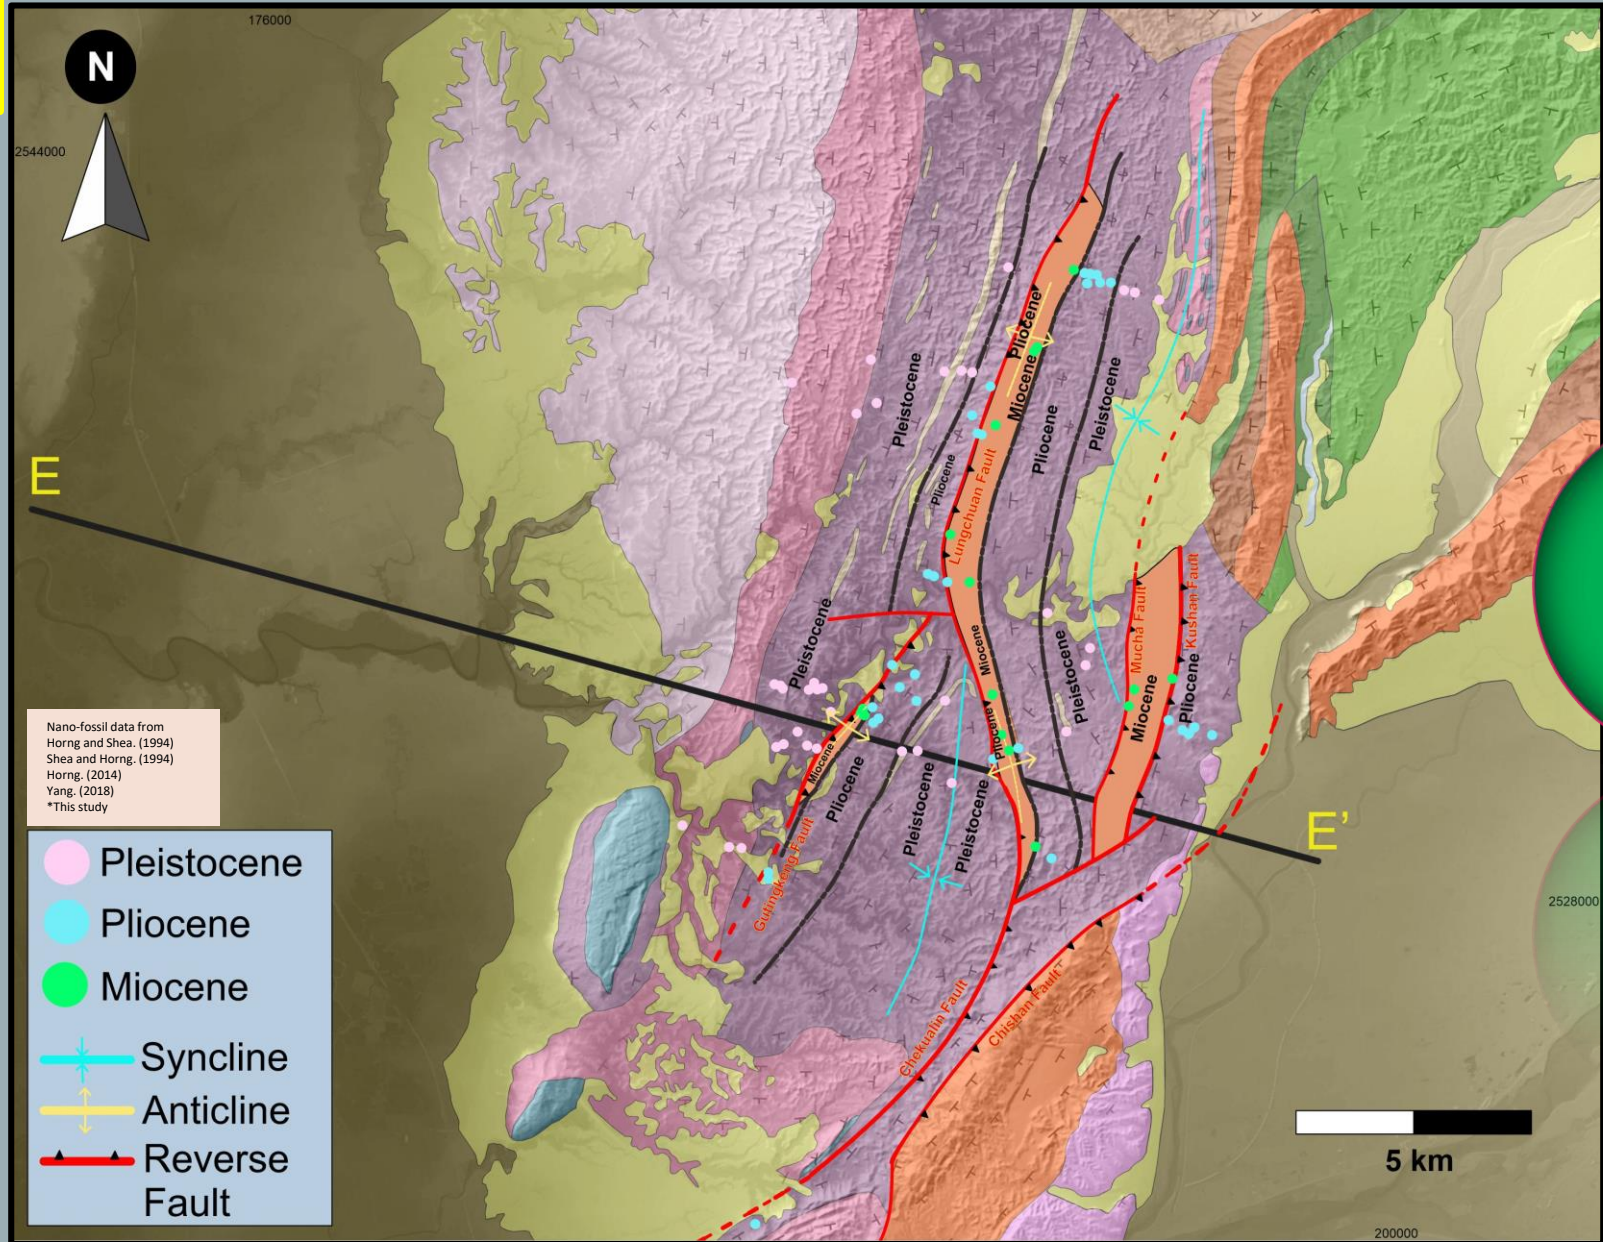 176000
N
2544000
E
Pleistocene
Pliocene
Pliocene
Miocene
Pliocene
Pleistocene
Lungchuan Fault
Pleistocene
Miocene
Pleistocene
Mucha Fault
Kushan Fault
Miocene
Pliocene
Pliocene
Miocene
Pliocene
Pleistocene
Pleistocene
Gutingkeng Fault
E’
2528000
Chekualin Fault
Chishan Fault
Nano-fossil data from
Horng and Shea. (1994)
Shea and Horng. (1994)
Horng. (2014)
Yang. (2018)
*This study
Pleistocene
Pliocene
Miocene
Syncline
Anticline
Reverse
Fault
5 km
200000